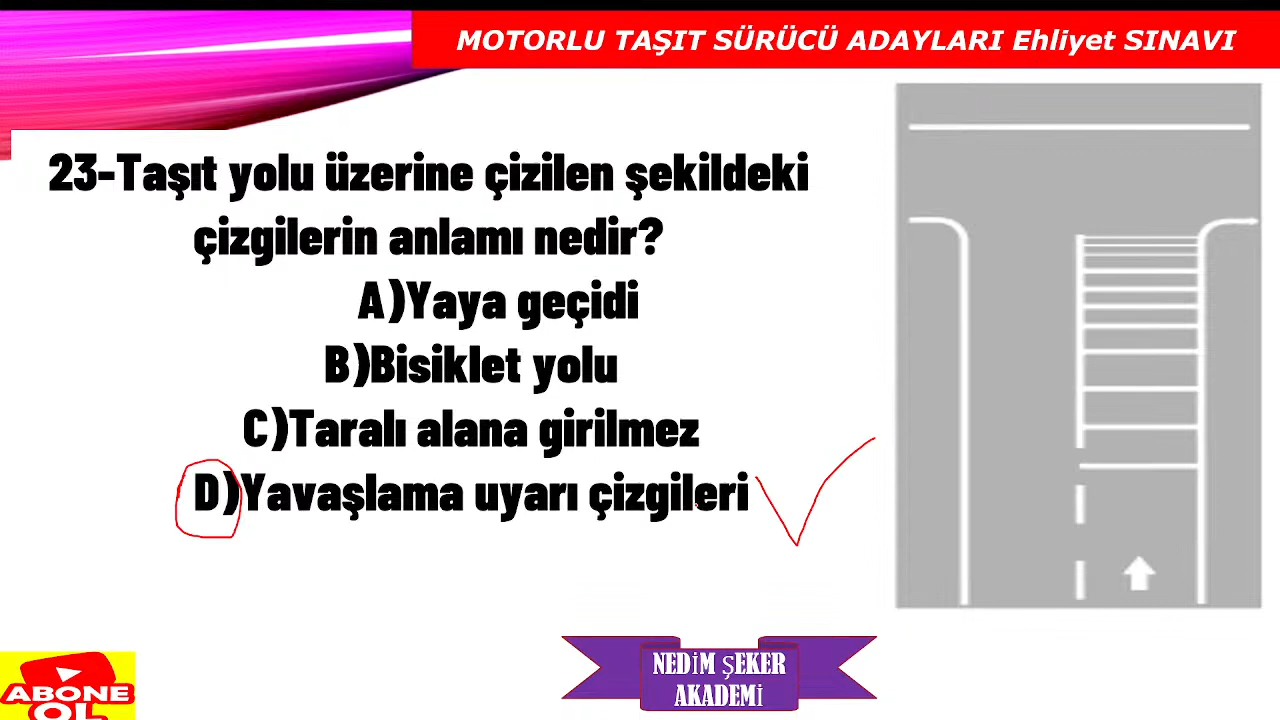 MOTORLU TAŞIT SÜRÜCÜ ADAYLARI Ehliyet SINAVI
23-Taşıt yolu üzerine çizilen şekildeki
çizgilerin anlamı nedir?
A)Yaya geçidi
B)Bisiklet yolu
C)Taralı alana girilmez
D)Yavaşlama uyarı çizgileri
NEDİM ŞEKER
AKADEMİ
ABONE
OL